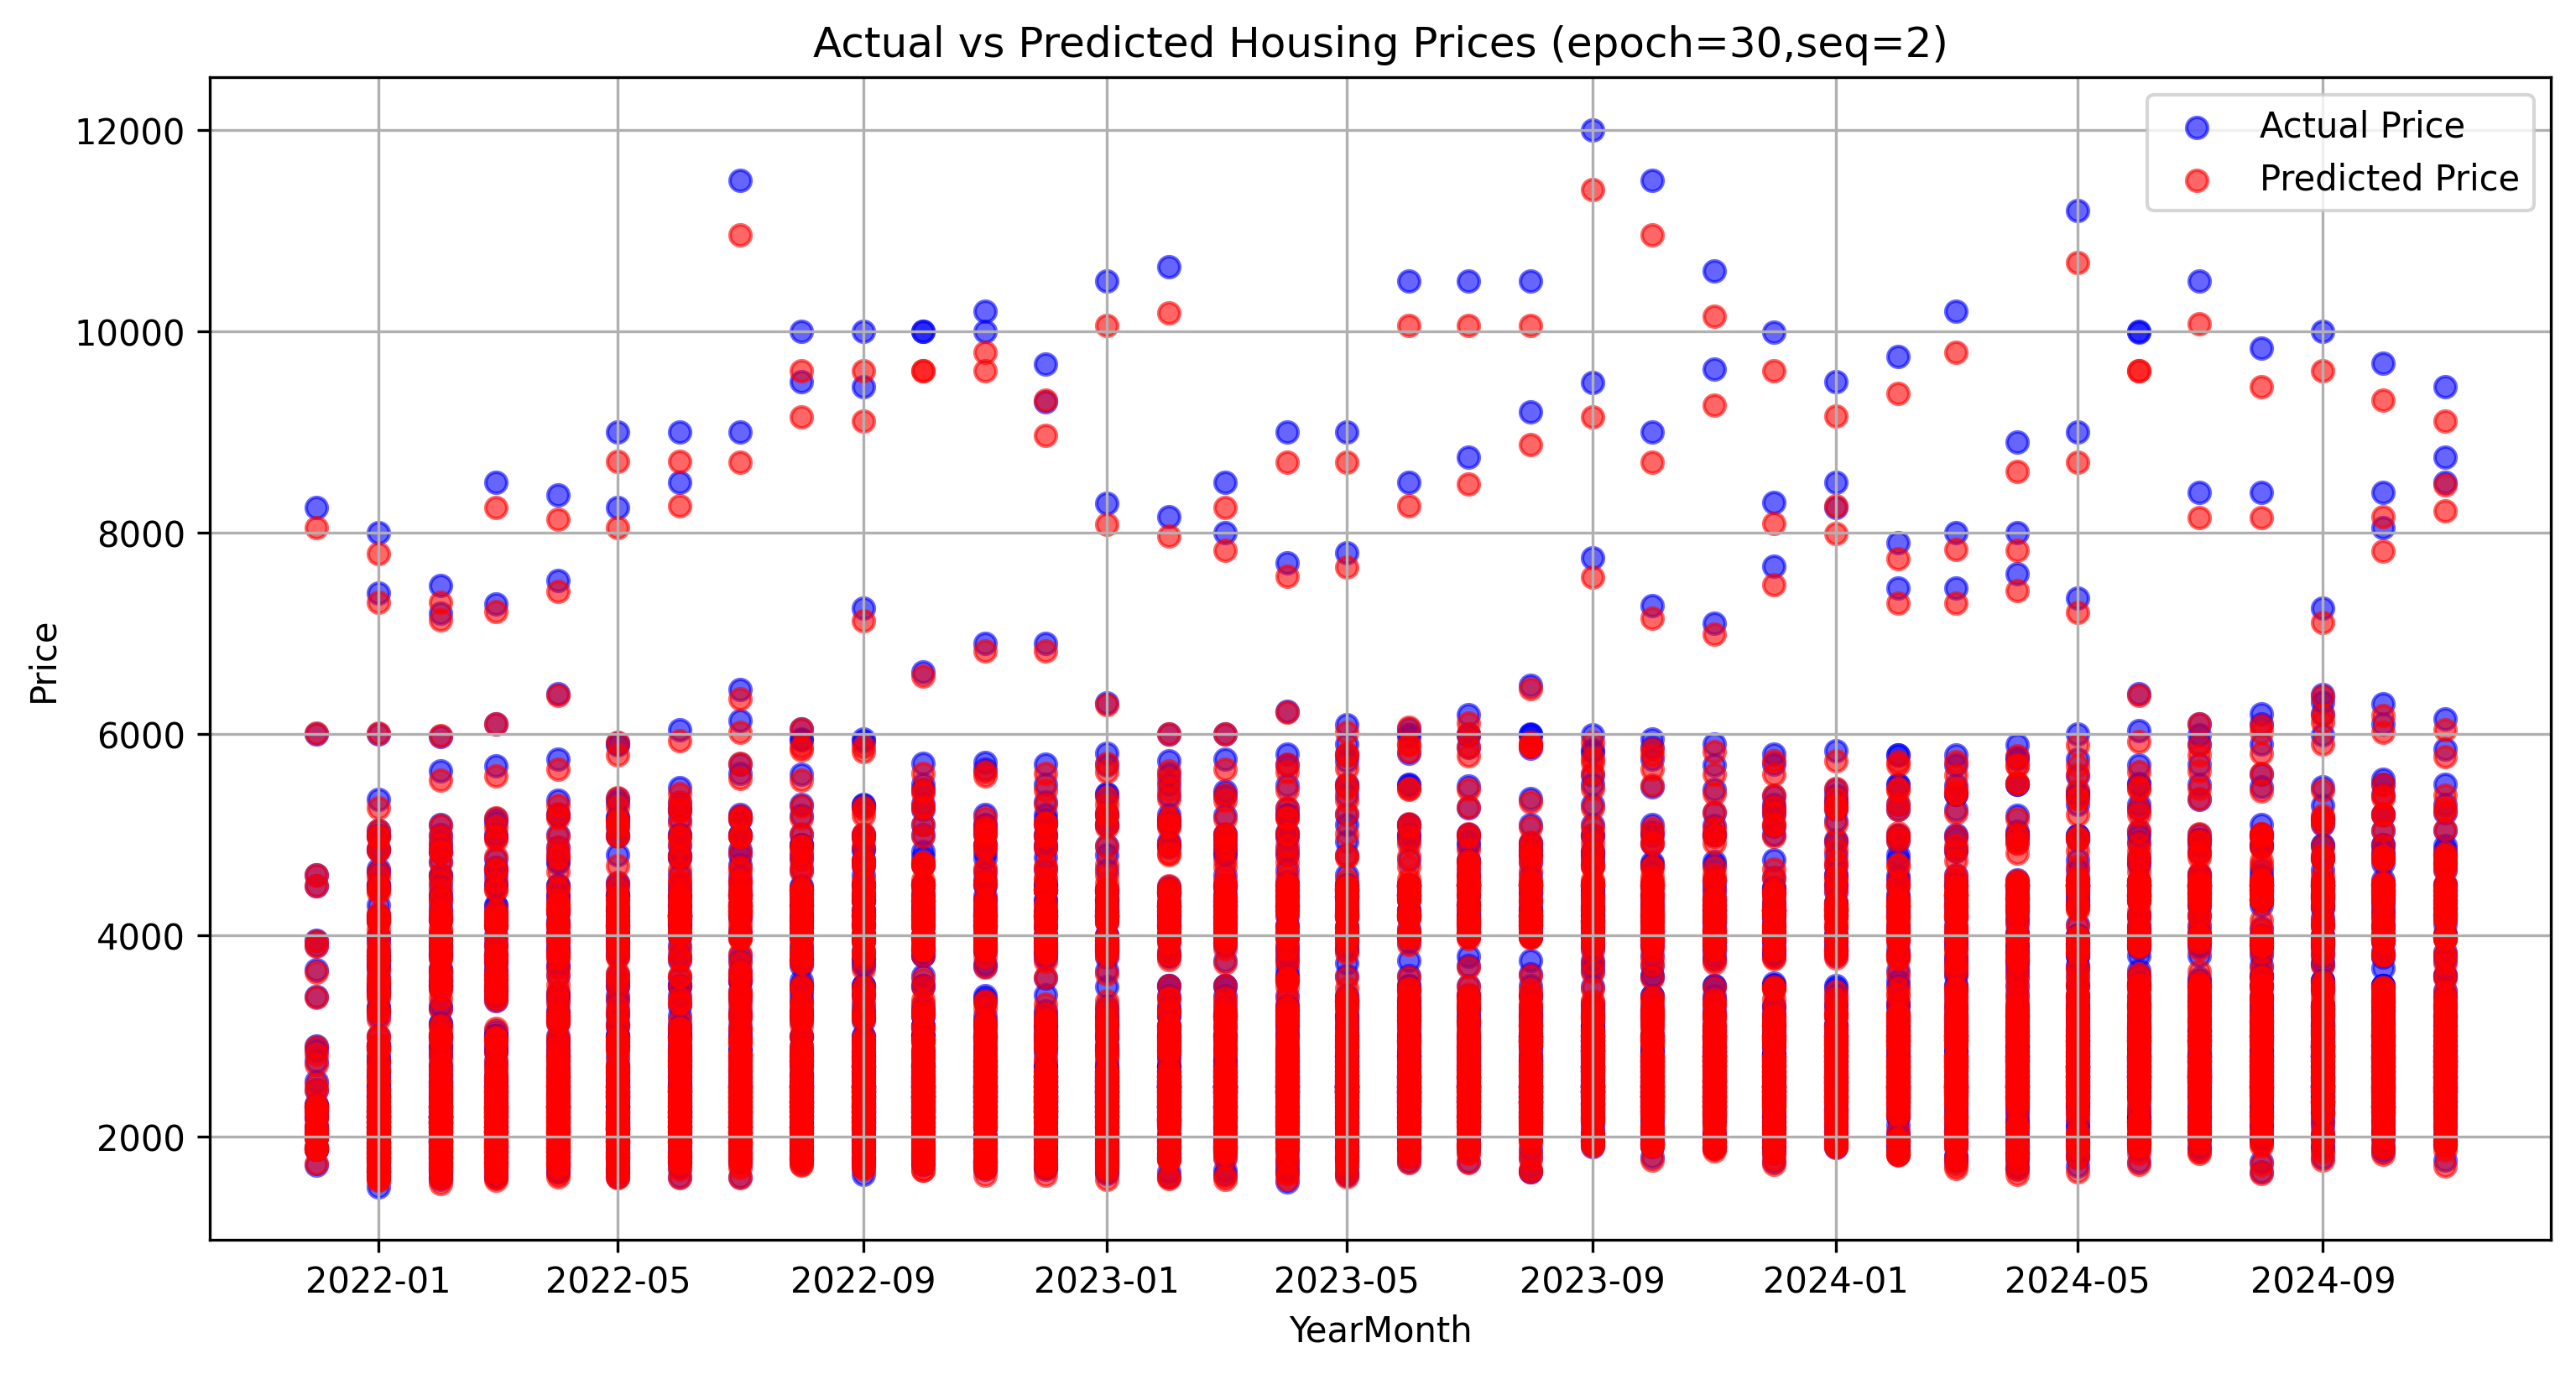 Actual vs Predicted Housing Prices (epoch=30,seq=2)
Actual Price
Predicted Price
12000
10000
8000
6000
4000
2000
Price
2022-01 2022-05 2022-09 2023-01 2023-05 2023-09 2024-01 2024-05 2024-09
YearMonth